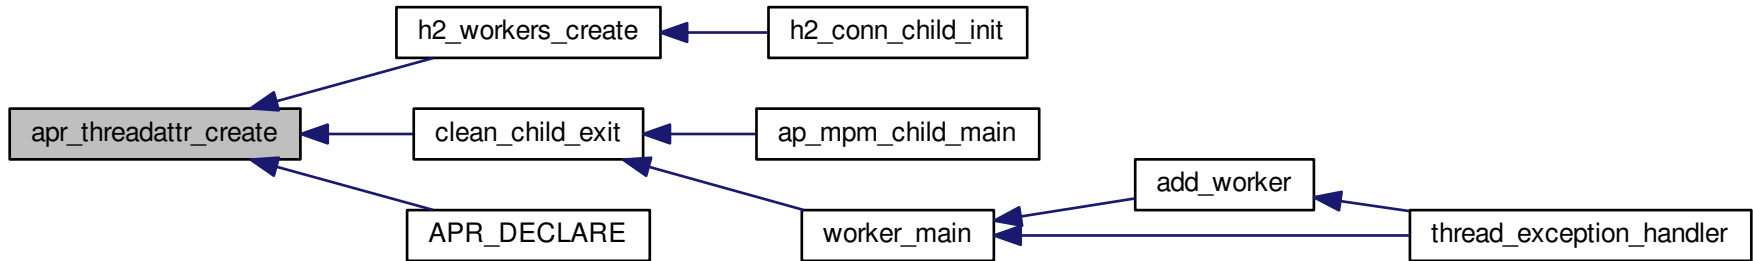 h2_workers_create
h2_conn_child_init
apr_threadattr_create
clean_child_exit
ap_mpm_child_main
add_worker
APR_DECLARE
worker_main
thread_exception_handler